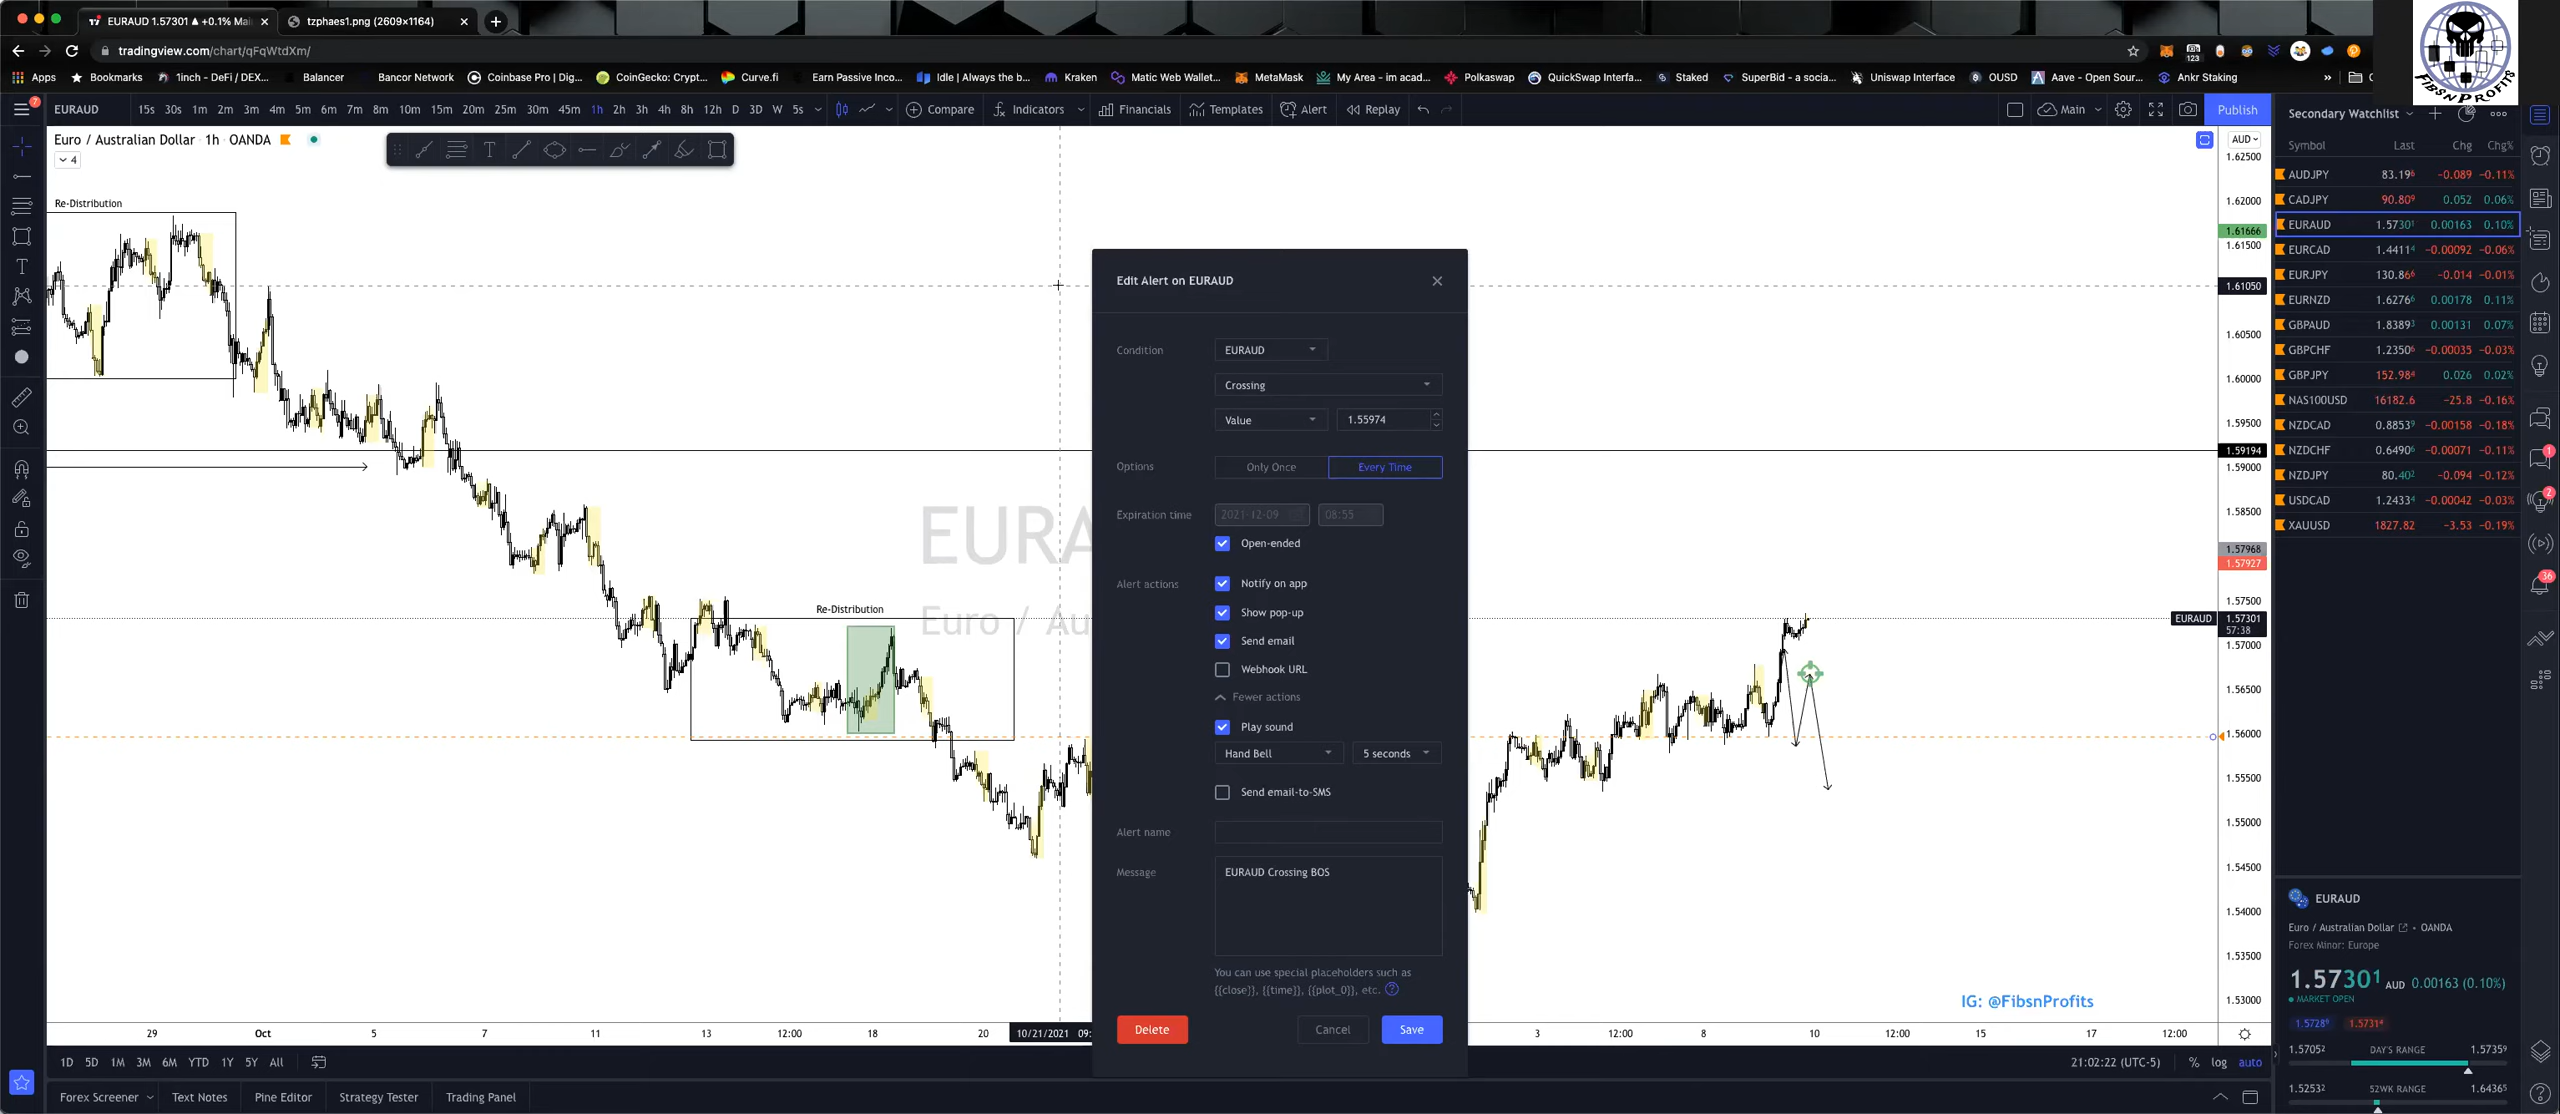 EURAUD 1.57301 ▲ +0.1% Mai
tzphaes1.png (2609×1164)
tradingview.com/chart/qFqWtdXm/
Apps
Bookmarks
1inch - DeFi / DEX...
Balancer
Bancor Network
Coinbase Pro | Dig...
CoinGecko: Crypt...
Curve.fi
Earn Passive Inco...
Idle | Always the b...
Kraken
Matic Web Wallet...
MetaMask
My Area - im acad...
Polkaswap
QuickSwap Interfa...
Staked
SuperBid - a socia...
Uniswap Interface
OUSD
Aave - Open Sour...
Ankr Staking
»
FIBSNPROFITS
EURAUD
15s 30s 1m 2m 3m 4m 5m 6m 7m 8m 10m 15m 20m 25m 30m 45m 1h 2h 3h 4h 8h 12h D 3D W 5s
Compare
Indicators
Financials
Templates
Alert
Replay
Main
Publish
Secondary Watchlist
Euro / Australian Dollar · 1h · OANDA
4
AUD
Symbol Last Chg Chg%
AUDJPY 83.196 −0.089 −0.11%
CADJPY 90.809 0.052 0.06%
EURAUD 1.57301 0.00163 0.10%
EURCAD 1.44114 −0.00092 −0.06%
EURJPY 130.866 −0.014 −0.01%
EURNZD 1.62766 0.00178 0.11%
GBPAUD 1.83893 0.00131 0.07%
GBPCHF 1.23506 −0.00035 −0.03%
GBPJPY 152.984 0.026 0.02%
NAS100USD 16182.6 −25.8 −0.16%
NZDCAD 0.88539 −0.00158 −0.18%
NZDCHF 0.64906 −0.00071 −0.11%
NZDJPY 80.402 −0.094 −0.12%
USDCAD 1.24334 −0.00042 −0.03%
XAUUSD 1827.82 −3.53 −0.19%
Re-Distribution
Re-Distribution
EURA
Euro / Au
1.62500
1.62000
1.61666
1.61500
1.61050
1.60500
1.60000
1.59500
1.59194
1.59000
1.58500
1.57968
1.57927
1.57500
EURAUD 1.57301
57:38
1.57000
1.56500
1.56000
1.55500
1.55000
1.54500
1.54000
1.53500
1.53000
Edit Alert on EURAUD
Condition
EURAUD
Crossing
Value
1.55974
Options
Only Once
Every Time
Expiration time
2021-12-09
08:55
Open-ended
Alert actions
Notify on app
Show pop-up
Send email
Webhook URL
Fewer actions
Play sound
Hand Bell
5 seconds
Send email-to-SMS
Alert name
Message
EURAUD Crossing BOS
You can use special placeholders such as
{{close}}, {{time}}, {{plot_0}}, etc.
Delete
Cancel
Save
IG: @FibsnProfits
29 Oct 5 7 11 13 12:00 18 20 10/21/2021 09: 3 12:00 8 10 12:00 15 17 12:00
1D 5D 1M 3M 6M YTD 1Y 5Y All
21:02:22 (UTC-5)
% log auto
Forex Screener
Text Notes
Pine Editor
Strategy Tester
Trading Panel
EURAUD
Euro / Australian Dollar • OANDA
Forex Minor: Europe
1.57301 AUD 0.00163 (0.10%)
MARKET OPEN
1.57288 1.57314
1.57052 DAY'S RANGE 1.57359
1.52532 52WK RANGE 1.64365